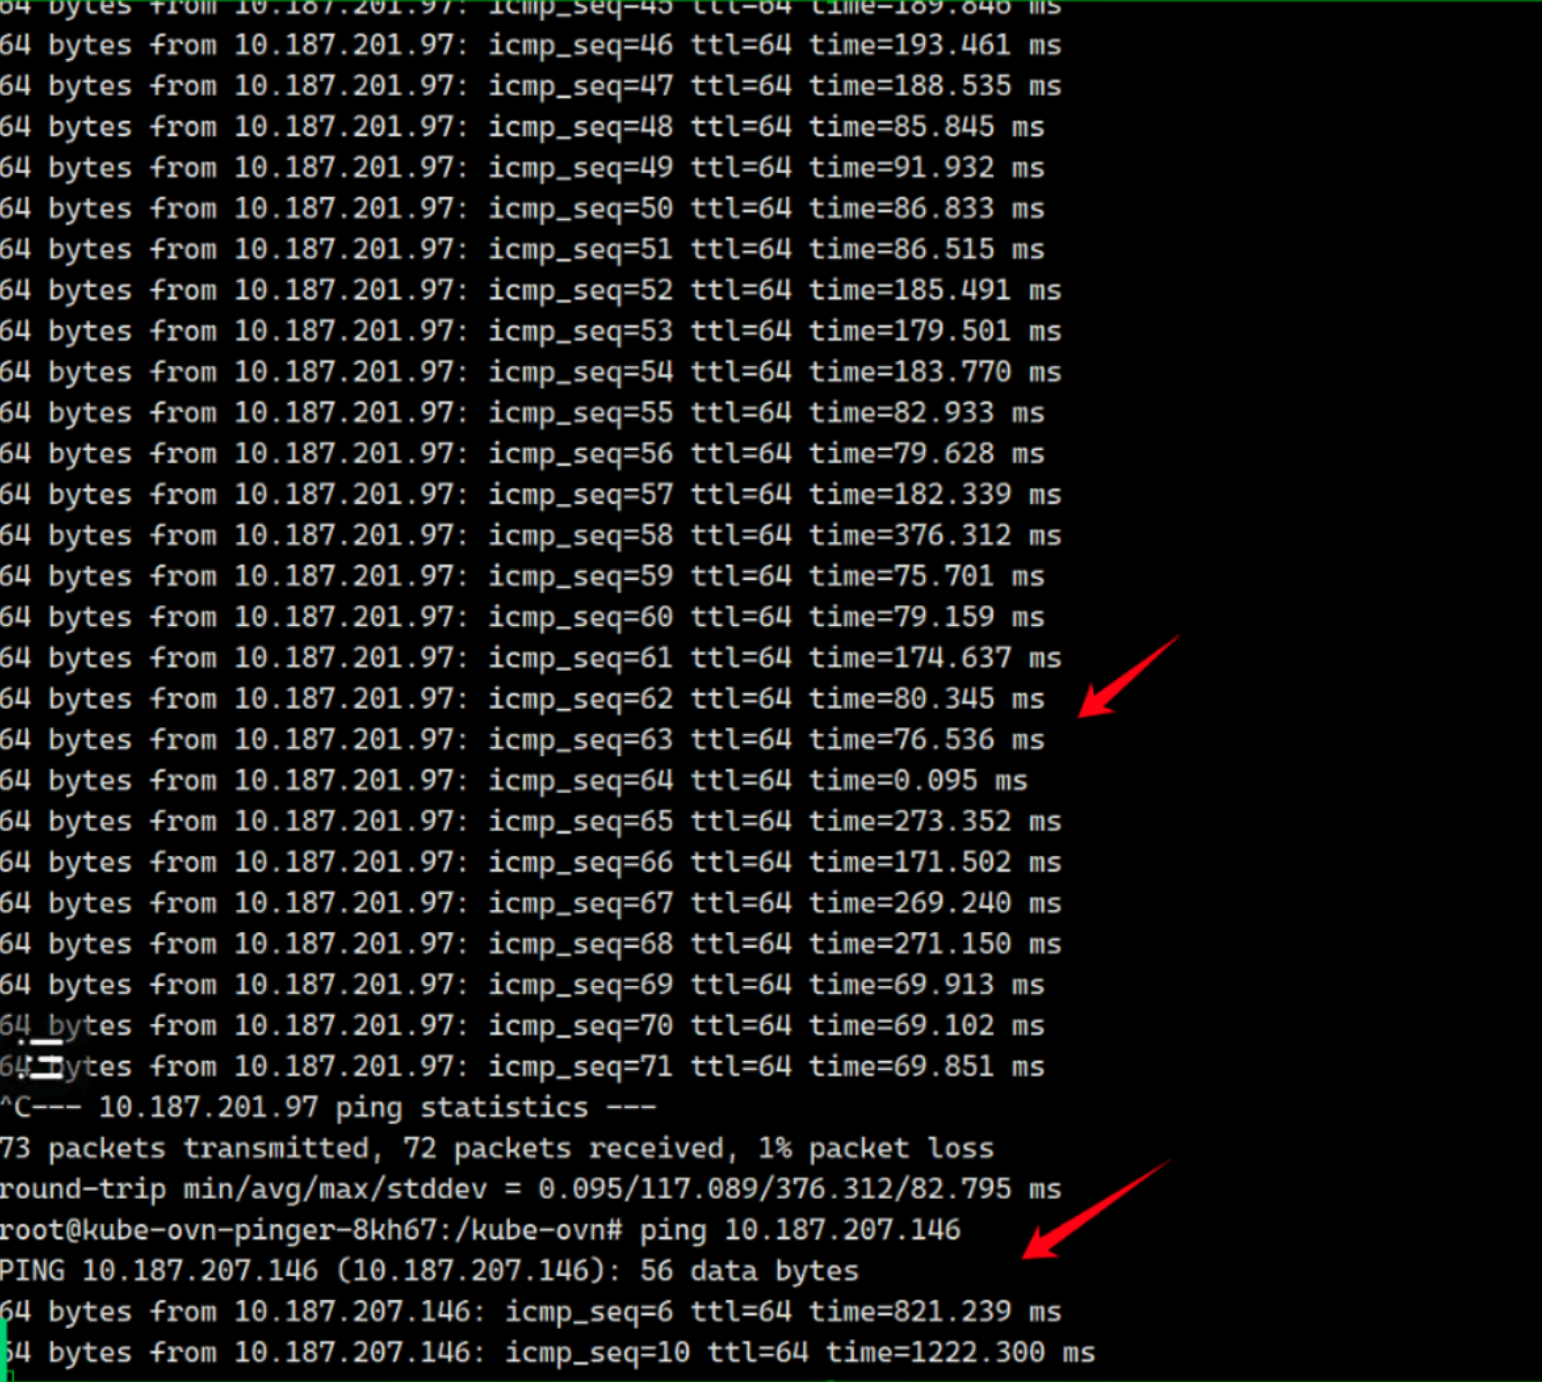 64 bytes from 10.187.201.97: icmp_seq=45 ttl=64 time=189.846 ms
64 bytes from 10.187.201.97: icmp_seq=46 ttl=64 time=193.461 ms
64 bytes from 10.187.201.97: icmp_seq=47 ttl=64 time=188.535 ms
64 bytes from 10.187.201.97: icmp_seq=48 ttl=64 time=85.845 ms
64 bytes from 10.187.201.97: icmp_seq=49 ttl=64 time=91.932 ms
64 bytes from 10.187.201.97: icmp_seq=50 ttl=64 time=86.833 ms
64 bytes from 10.187.201.97: icmp_seq=51 ttl=64 time=86.515 ms
64 bytes from 10.187.201.97: icmp_seq=52 ttl=64 time=185.491 ms
64 bytes from 10.187.201.97: icmp_seq=53 ttl=64 time=179.501 ms
64 bytes from 10.187.201.97: icmp_seq=54 ttl=64 time=183.770 ms
64 bytes from 10.187.201.97: icmp_seq=55 ttl=64 time=82.933 ms
64 bytes from 10.187.201.97: icmp_seq=56 ttl=64 time=79.628 ms
64 bytes from 10.187.201.97: icmp_seq=57 ttl=64 time=182.339 ms
64 bytes from 10.187.201.97: icmp_seq=58 ttl=64 time=376.312 ms
64 bytes from 10.187.201.97: icmp_seq=59 ttl=64 time=75.701 ms
64 bytes from 10.187.201.97: icmp_seq=60 ttl=64 time=79.159 ms
64 bytes from 10.187.201.97: icmp_seq=61 ttl=64 time=174.637 ms
64 bytes from 10.187.201.97: icmp_seq=62 ttl=64 time=80.345 ms
64 bytes from 10.187.201.97: icmp_seq=63 ttl=64 time=76.536 ms
64 bytes from 10.187.201.97: icmp_seq=64 ttl=64 time=0.095 ms
64 bytes from 10.187.201.97: icmp_seq=65 ttl=64 time=273.352 ms
64 bytes from 10.187.201.97: icmp_seq=66 ttl=64 time=171.502 ms
64 bytes from 10.187.201.97: icmp_seq=67 ttl=64 time=269.240 ms
64 bytes from 10.187.201.97: icmp_seq=68 ttl=64 time=271.150 ms
64 bytes from 10.187.201.97: icmp_seq=69 ttl=64 time=69.913 ms
64 bytes from 10.187.201.97: icmp_seq=70 ttl=64 time=69.102 ms
64 bytes from 10.187.201.97: icmp_seq=71 ttl=64 time=69.851 ms
^C--- 10.187.201.97 ping statistics ---
73 packets transmitted, 72 packets received, 1% packet loss
round-trip min/avg/max/stddev = 0.095/117.089/376.312/82.795 ms
root@kube-ovn-pinger-8kh67:/kube-ovn# ping 10.187.207.146
PING 10.187.207.146 (10.187.207.146): 56 data bytes
64 bytes from 10.187.207.146: icmp_seq=6 ttl=64 time=821.239 ms
64 bytes from 10.187.207.146: icmp_seq=10 ttl=64 time=1222.300 ms